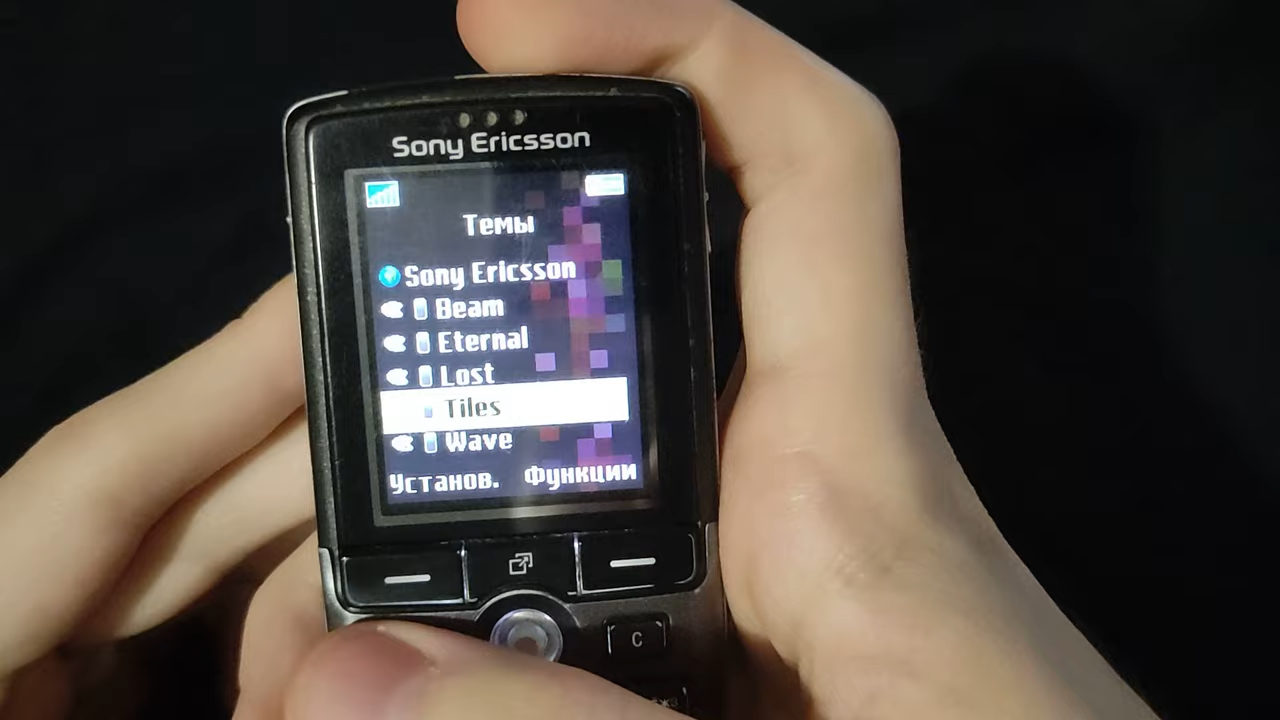 Sony Ericsson
Темы
Sony Ericsson
Beam
Eternal
Lost
Tiles
Wave
Установ. Функции
C